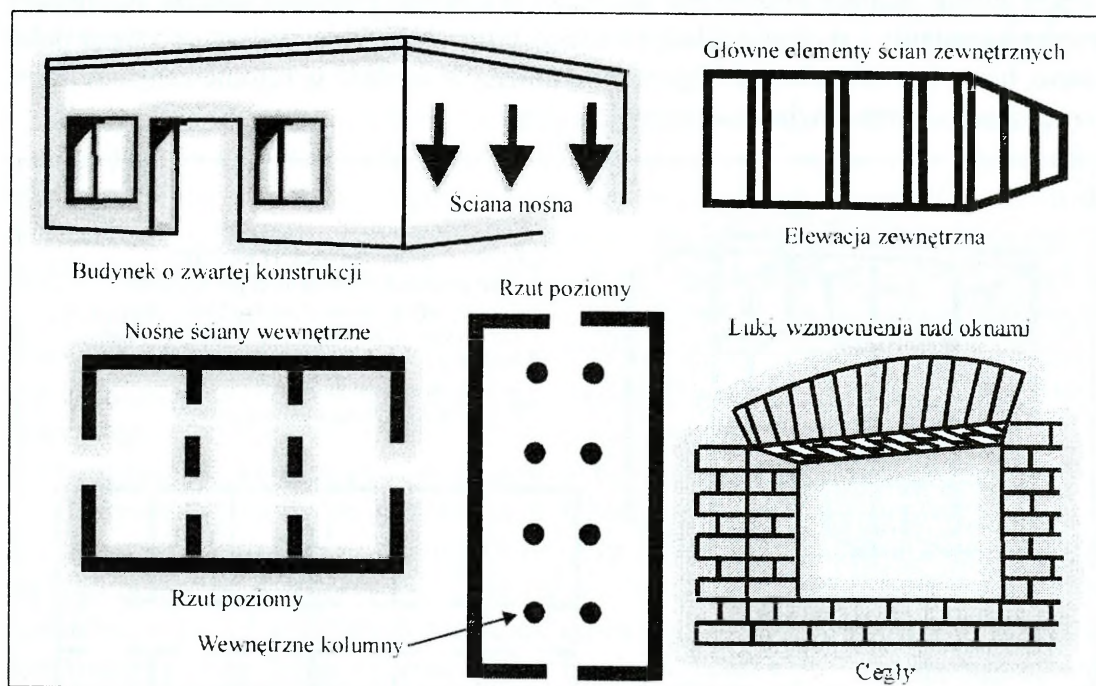 Główne elementy ścian zewnętrznych
Ściana nośna
Elewacja zewnętrzna
Budynek o zwartej konstrukcji
Rzut poziomy
Nośne ściany wewnętrzne
Łuki, wzmocnienia nad oknami
Rzut poziomy
Wewnętrzne kolumny
Cegły